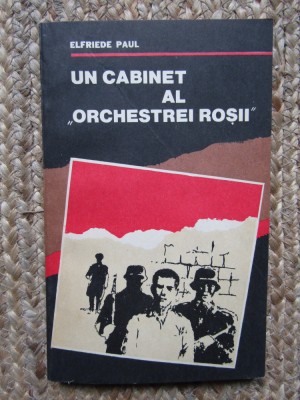 ELFRIEDE PAUL
UN CABINET
AL
„ORCHESTREI ROȘII"